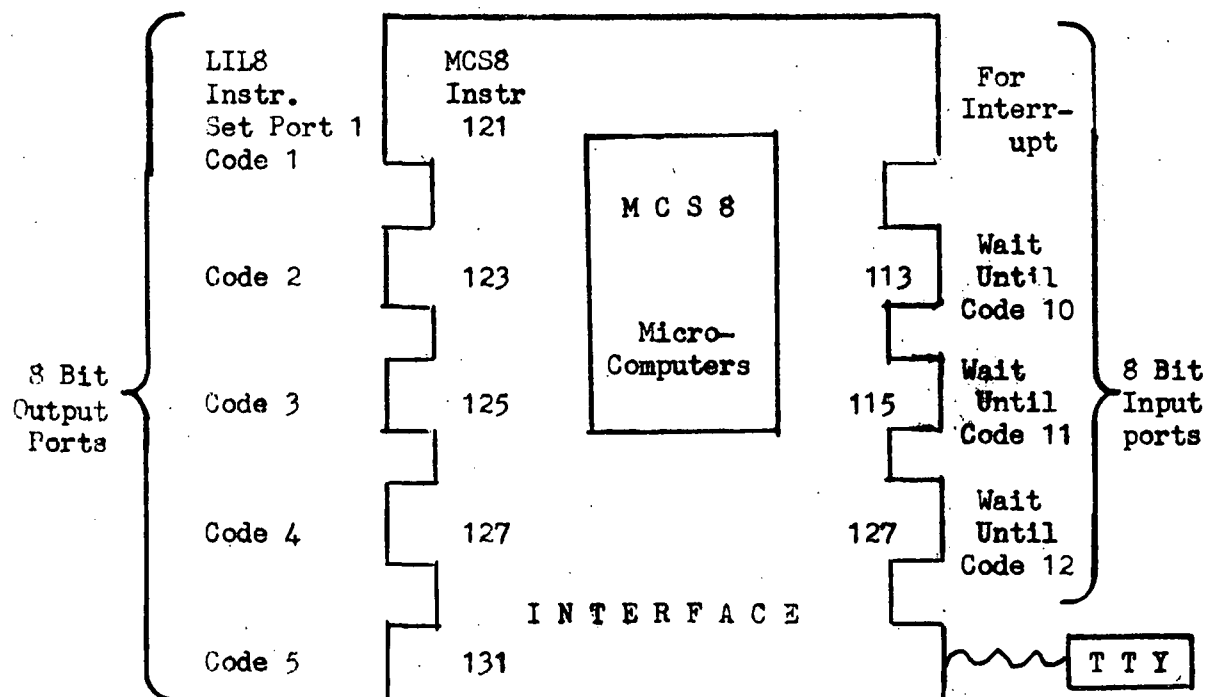 LIL8
Instr.
Set Port 1
Code 1
MCS8
Instr
121
For
Interr-
upt
M C S 8
Code 2
123
113
Wait
Until
Code 10
Micro-
Computers
8 Bit
Output
Ports
Code 3
125
115
Wait
Until
Code 11
8 Bit
Input
ports
Code 4
127
127
Wait
Until
Code 12
I N T E R F A C E
Code 5
131
T T Y